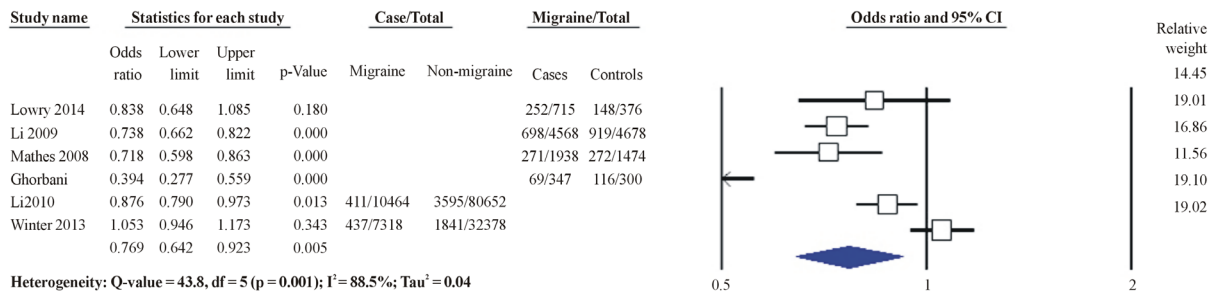 Study name Statistics for each study Case/Total Migraine/Total Odds ratio and 95% CI
Relative weight
Odds ratio Lower limit Upper limit p-Value Migraine Non-migraine Cases Controls
14.45
Lowry 2014 0.838 0.648 1.085 0.180 252/715 148/376
19.01
Li 2009 0.738 0.662 0.822 0.000 698/4568 919/4678
16.86
Mathes 2008 0.718 0.598 0.863 0.000 271/1938 272/1474
11.56
Ghorbani 0.394 0.277 0.559 0.000 69/347 116/300
19.10
Li2010 0.876 0.790 0.973 0.013 411/10464 3595/80652
19.02
Winter 2013 1.053 0.946 1.173 0.343 437/7318 1841/32378
0.769 0.642 0.923 0.005
Heterogeneity: Q-value = 43.8, df = 5 (p = 0.001); I² = 88.5%; Tau² = 0.04
0.5 1 2